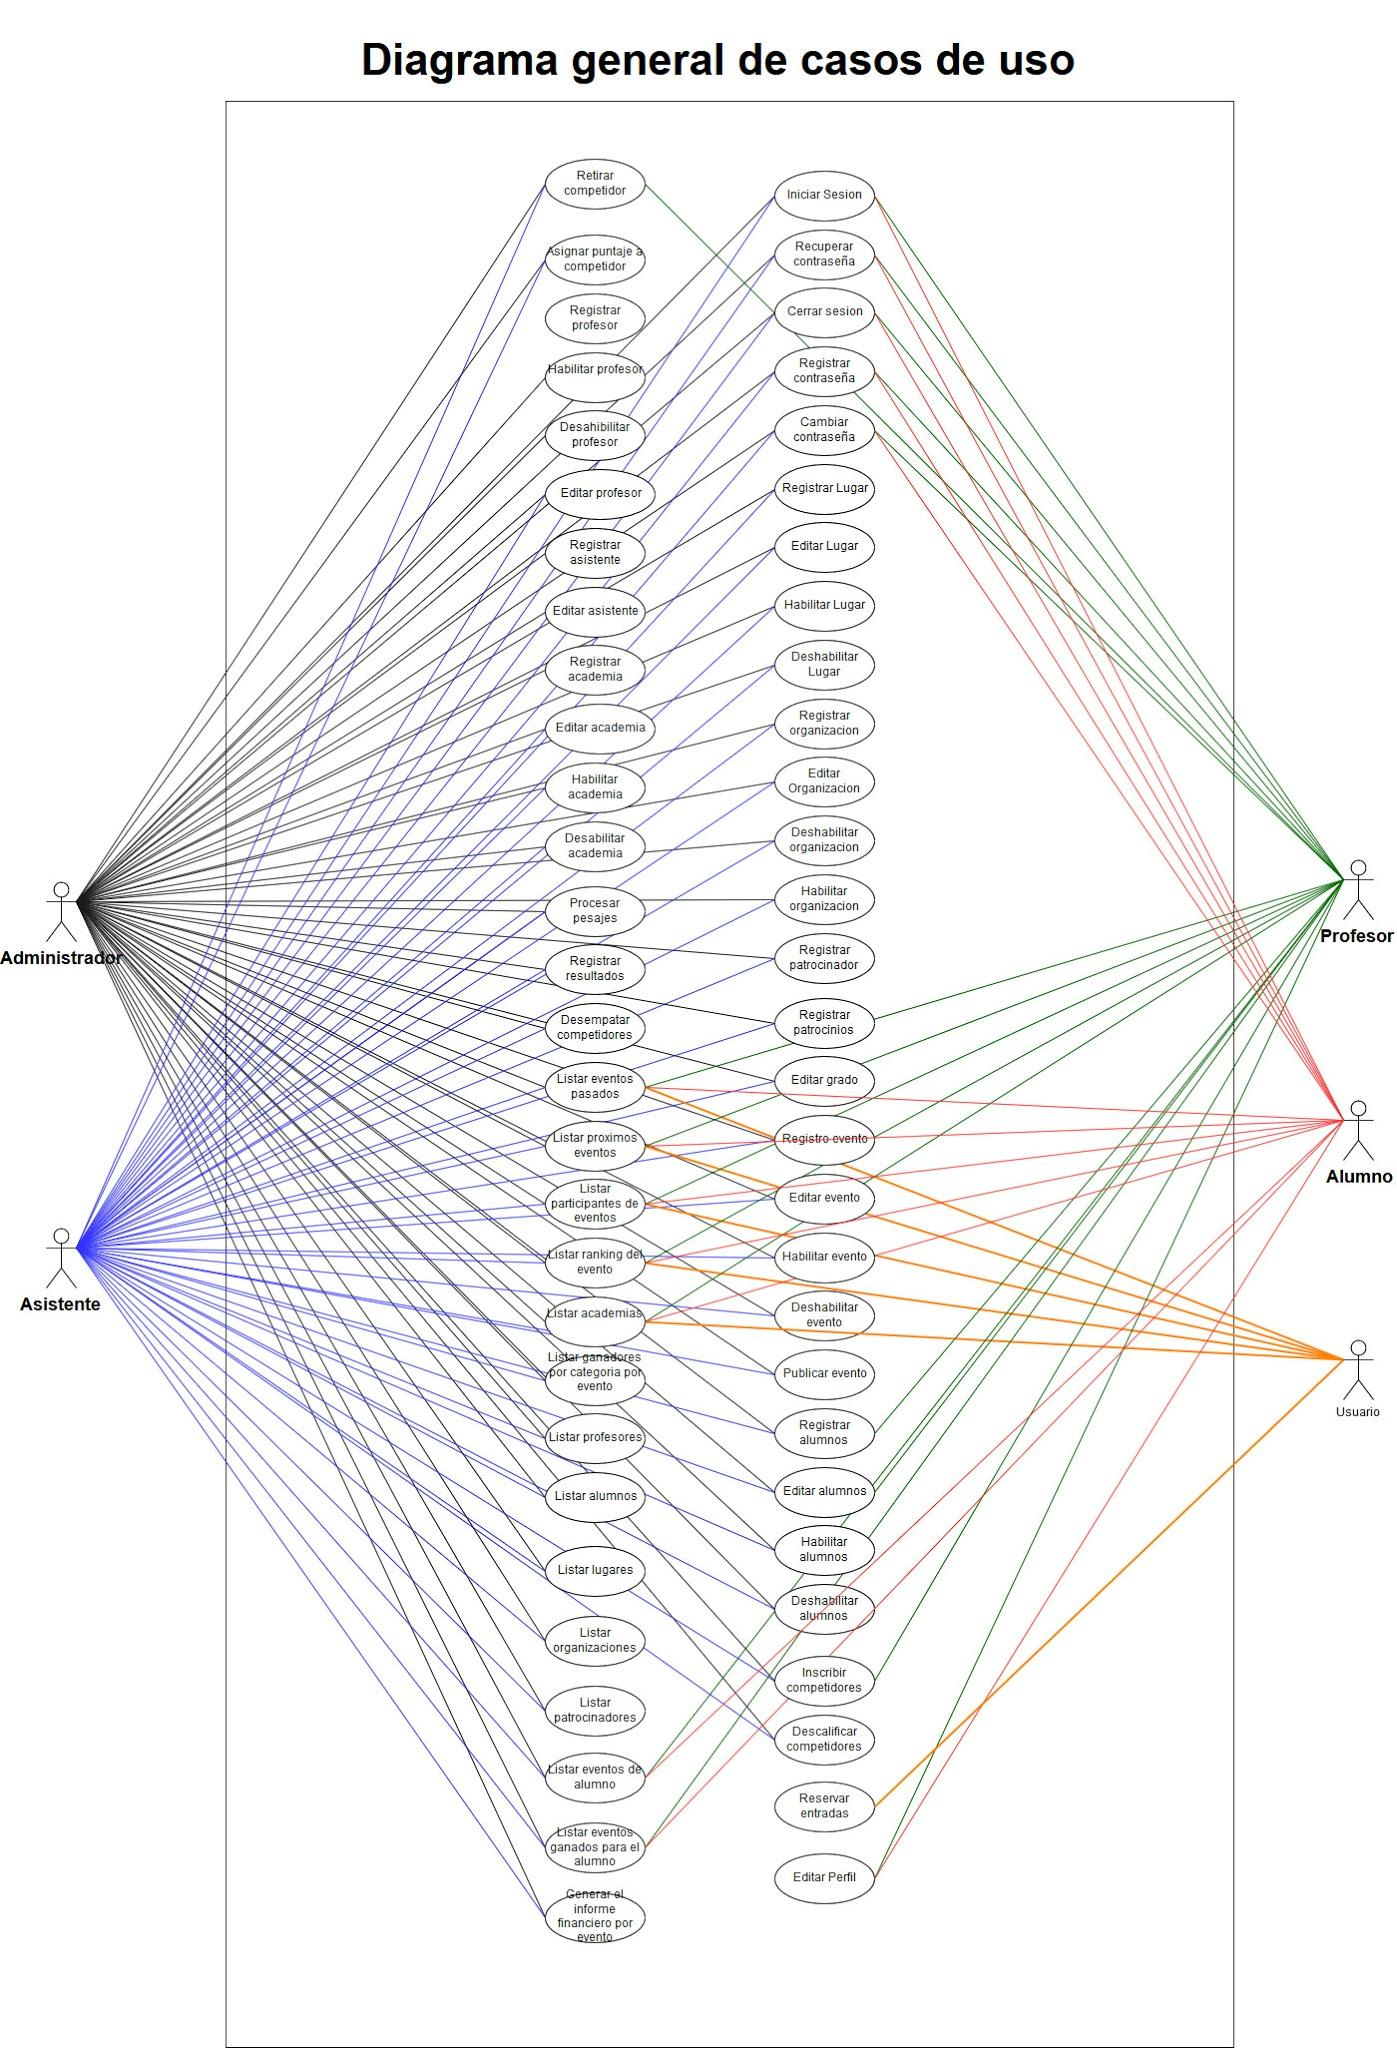 Diagrama general de casos de uso
Retirar
competidor
Asignar puntaje a
competidor
Registrar
profesor
Habilitar profesor
Desahibilitar
profesor
Editar profesor
Registrar
asistente
Editar asistente
Registrar
academia
Editar academia
Habilitar
academia
Desabilitar
academia
Procesar
pesajes
Registrar
resultados
Desempatar
competidores
Listar eventos
pasados
Listar proximos
eventos
Listar
participantes de
eventos
Listar ranking del
evento
Listar academias
Listar ganadores
por categoria por
evento
Listar profesores
Listar alumnos
Listar lugares
Listar
organizaciones
Listar
patrocinadores
Listar eventos de
alumno
Listar eventos
ganados para el
alumno
Generar el
informe
financiero por
evento
Iniciar Sesion
Recuperar
contraseña
Cerrar sesion
Registrar
contraseña
Cambiar
contraseña
Registrar Lugar
Editar Lugar
Habilitar Lugar
Deshabilitar
Lugar
Registrar
organizacion
Editar
Organizacion
Deshabilitar
organizacion
Habilitar
organizacion
Registrar
patrocinador
Registrar
patrocinios
Editar grado
Registro evento
Editar evento
Habilitar evento
Deshabilitar
evento
Publicar evento
Registrar
alumnos
Editar alumnos
Habilitar
alumnos
Deshabilitar
alumnos
Inscribir
competidores
Descalificar
competidores
Reservar
entradas
Editar Perfil
Administrador
Asistente
Profesor
Alumno
Usuario